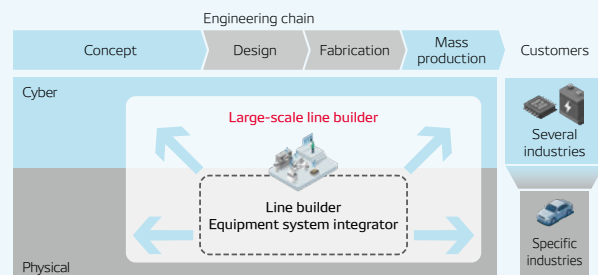 Engineering chain
Concept
Design
Fabrication
Mass
production
Customers
Cyber
Large-scale line builder
Several
industries
Line builder
Equipment system integrator
Specific
industries
Physical